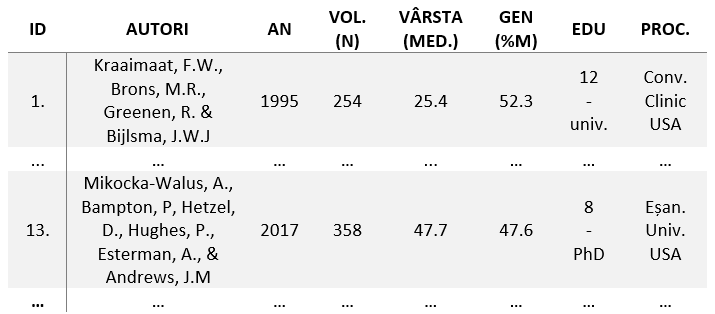 ID AUTORI AN VOL. (N) VÂRSTA (MED.) GEN (%M) EDU PROC.
1. Kraaimaat, F.W., Brons, M.R., Greenen, R. & Bijlsma, J.W.J 1995 254 25.4 52.3 12 - univ. Conv. Clinic USA
... ... ... ... ... ... ... ...
13. Mikocka-Walus, A., Bampton, P, Hetzel, D., Hughes, P., Esterman, A., & Andrews, J.M 2017 358 47.7 47.6 8 - PhD Eșan. Univ. USA
... ... ... ... ... ... ... ...